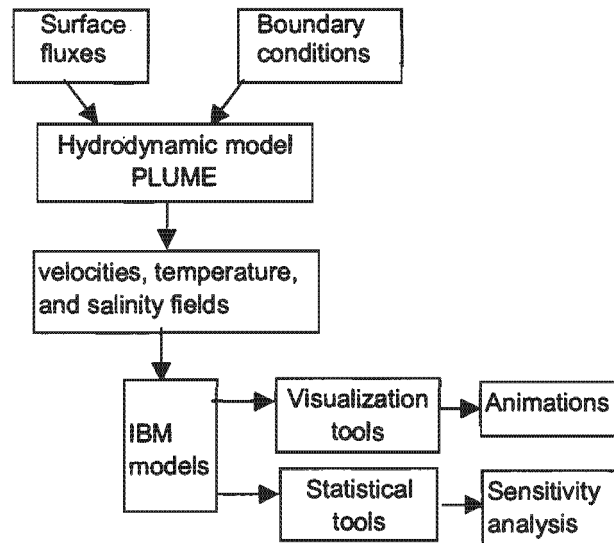 Surface
fluxes
Boundary
conditions
Hydrodynamic model
PLUME
velocities, temperature,
and salinity fields
IBM
models
Visualization
tools
Animations
Statistical
tools
Sensitivity
analysis